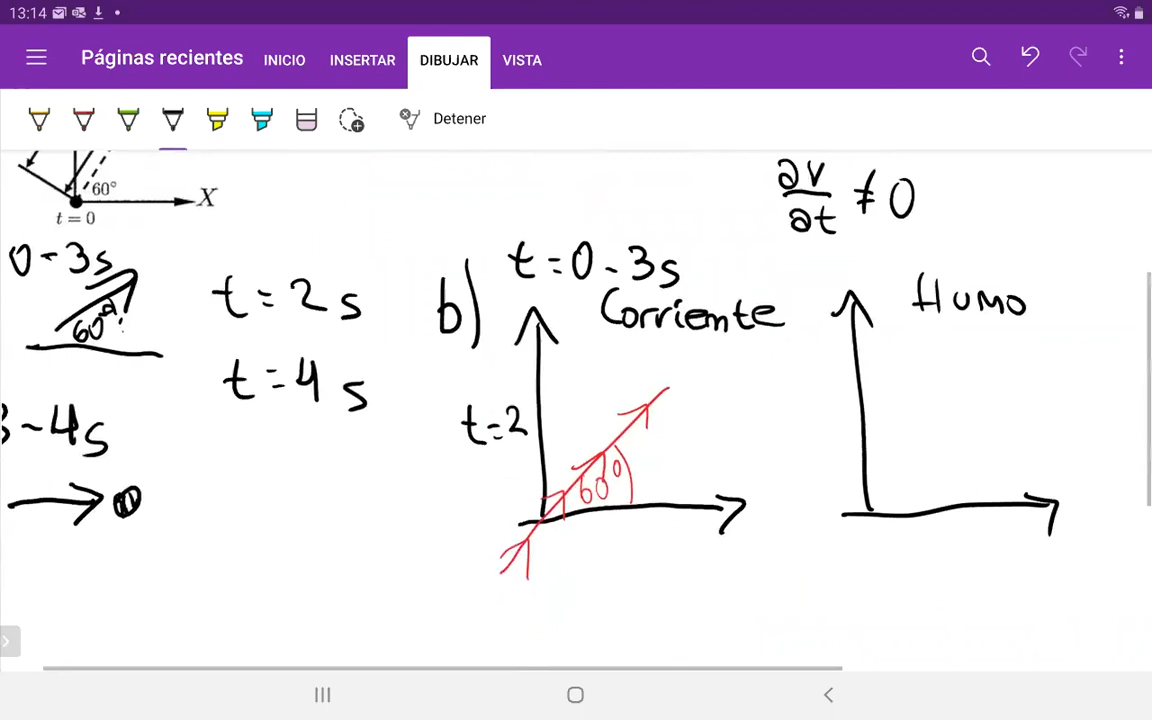 13:14
Páginas recientes INICIO INSERTAR DIBUJAR VISTA
Detener
60°
X
t = 0
∂v/∂t ≠ 0
0 - 3s
60°
t = 2 s
t = 4 s
3 - 4s
b)
t = 0 - 3s
Corriente
t = 2
60°
Humo